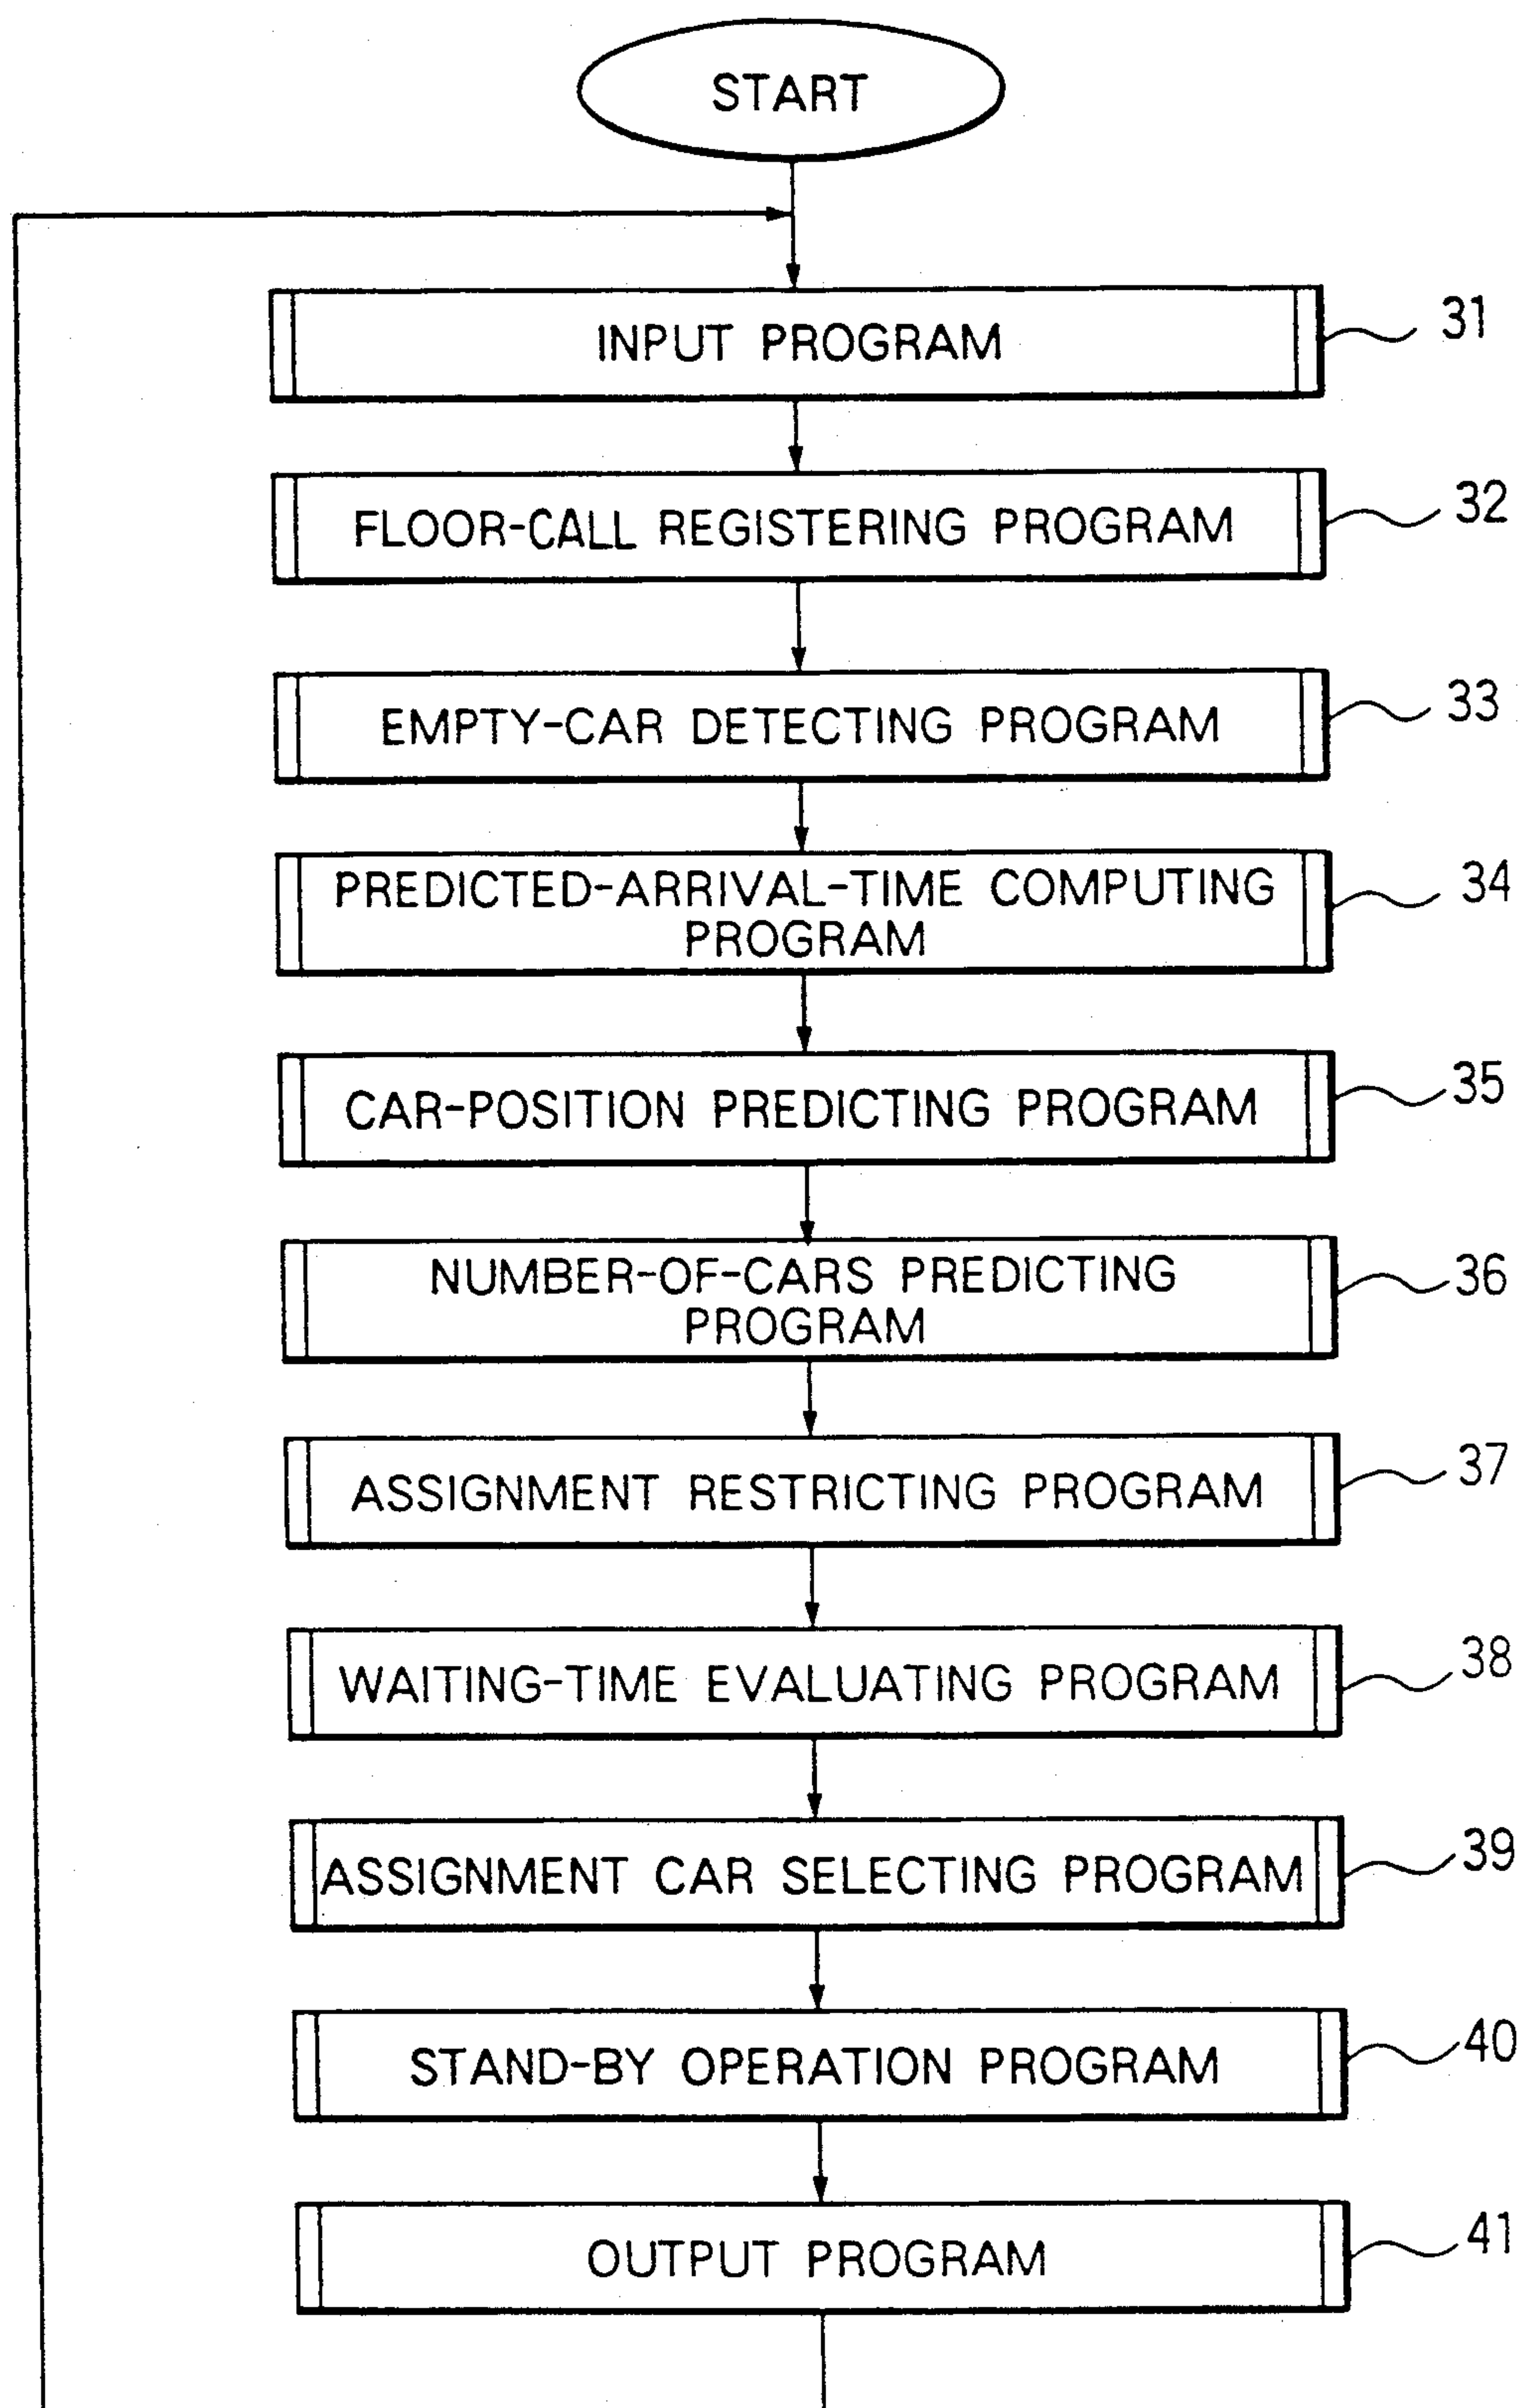 START
INPUT PROGRAM
31
FLOOR-CALL REGISTERING PROGRAM
32
EMPTY-CAR DETECTING PROGRAM
33
PREDICTED-ARRIVAL-TIME COMPUTING
PROGRAM
34
CAR-POSITION PREDICTING PROGRAM
35
NUMBER-OF-CARS PREDICTING
PROGRAM
36
ASSIGNMENT RESTRICTING PROGRAM
37
WAITING-TIME EVALUATING PROGRAM
38
ASSIGNMENT CAR SELECTING PROGRAM
39
STAND-BY OPERATION PROGRAM
40
OUTPUT PROGRAM
41